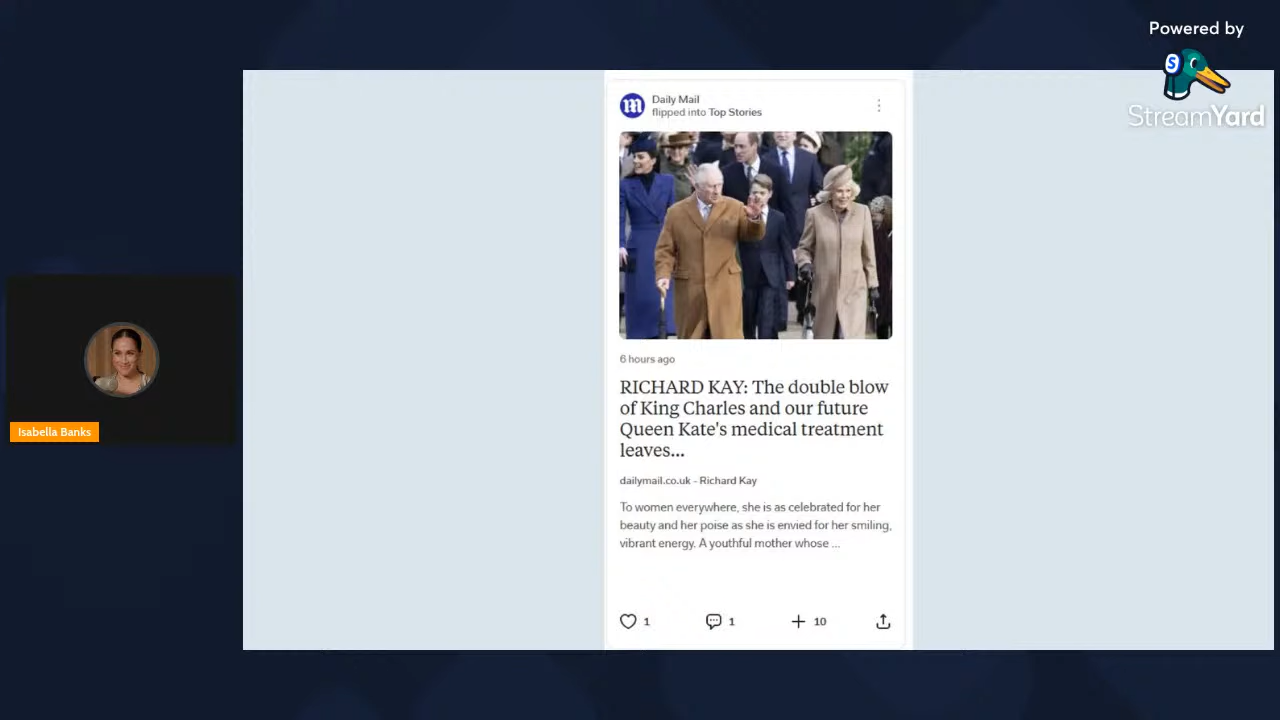 Powered by
StreamYard
Daily Mail
flipped into Top Stories
6 hours ago
RICHARD KAY: The double blow
of King Charles and our future
Queen Kate's medical treatment
leaves...
dailymail.co.uk - Richard Kay
To women everywhere, she is as celebrated for her
beauty and her poise as she is envied for her smiling,
vibrant energy. A youthful mother whose ...
1
1
10
Isabella Banks